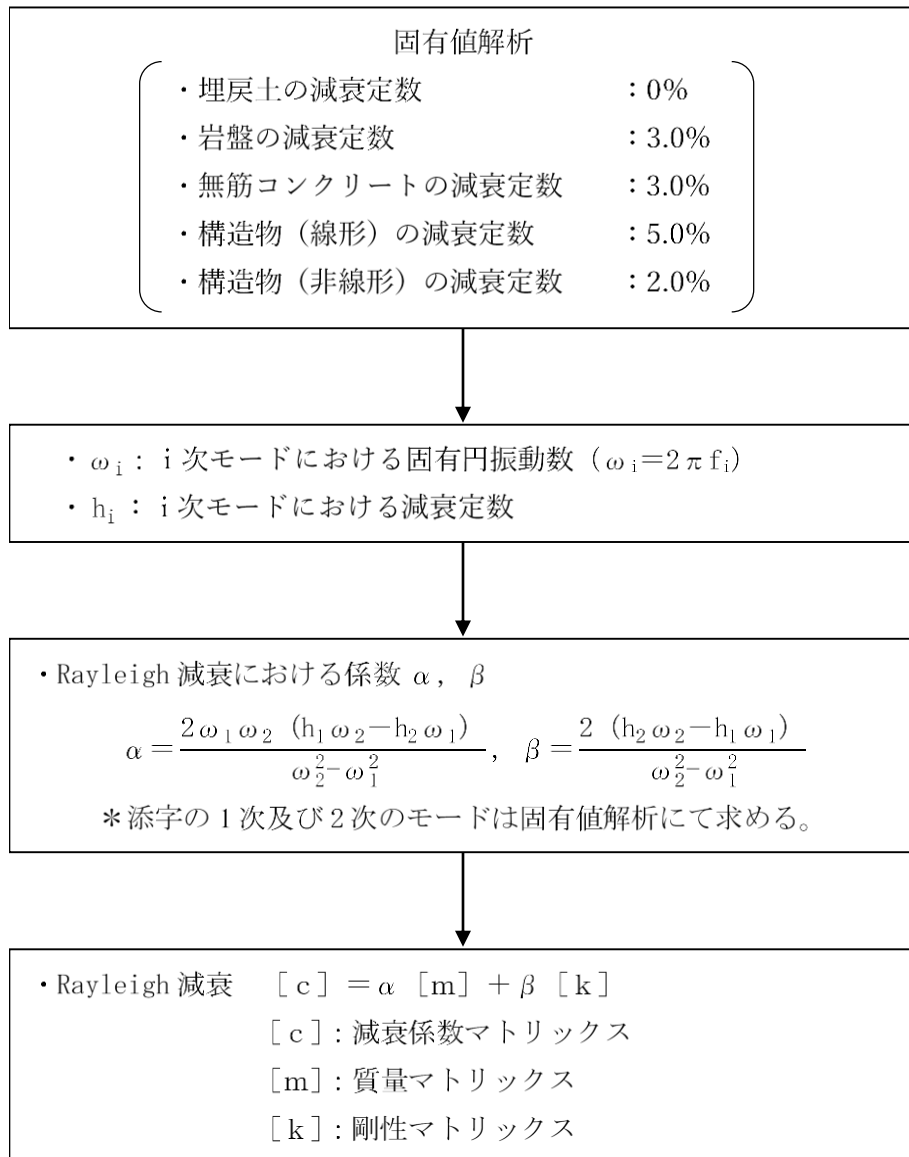 固有値解析
・埋戻土の減衰定数 :0%
・岩盤の減衰定数 :3.0%
・無筋コンクリートの減衰定数 :3.0%
・構造物（線形）の減衰定数 :5.0%
・構造物（非線形）の減衰定数 :2.0%
・ω_i：i次モードにおける固有円振動数（ω_i=2πf_i）
・h_i：i次モードにおける減衰定数
・Rayleigh減衰における係数α，β
α=2ω_1ω_2 (h_1ω_2−h_2ω_1)/(ω_2^2−ω_1^2)，β=2 (h_2ω_2−h_1ω_1)/(ω_2^2−ω_1^2)
＊添字の1次及び2次のモードは固有値解析にて求める。
・Rayleigh減衰 ［c］=α［m］+β［k］
［c］:減衰係数マトリックス
［m］:質量マトリックス
［k］:剛性マトリックス